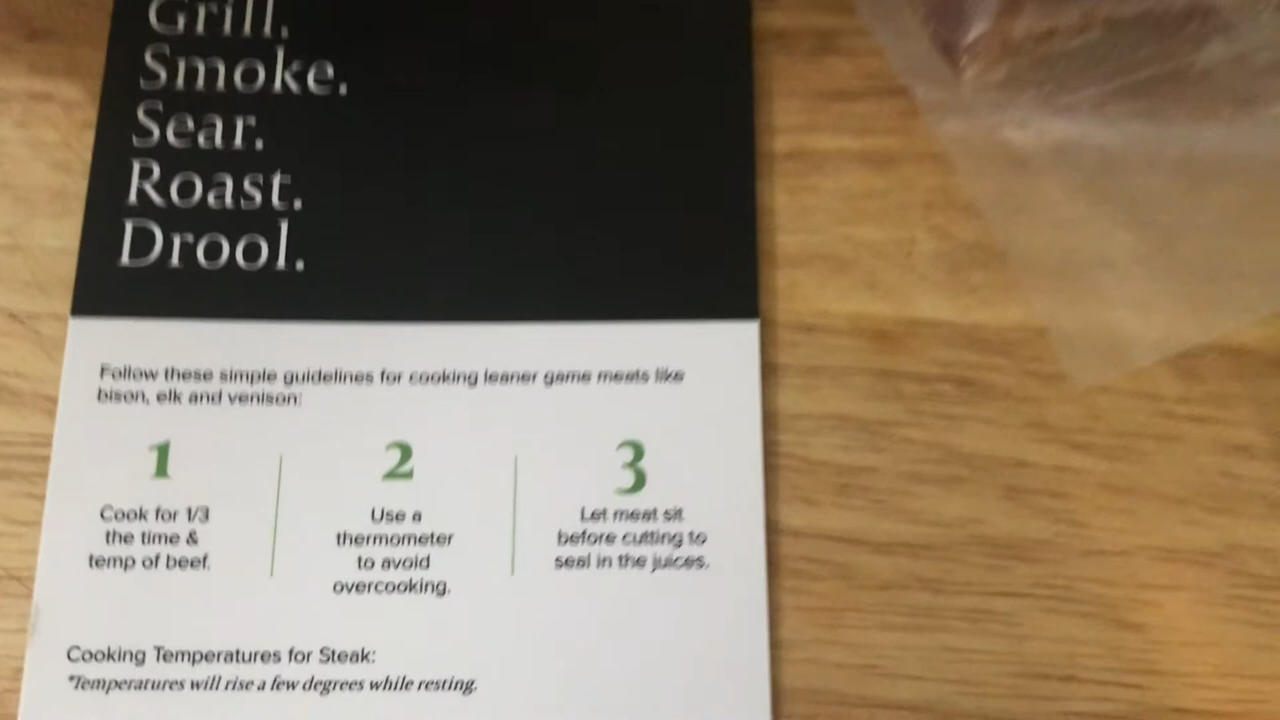 Grill.
Smoke.
Sear.
Roast.
Drool.
Follow these simple guidelines for cooking leaner game meats like
bison, elk and venison:
1
Cook for 1/3
the time &
temp of beef.
2
Use a
thermometer
to avoid
overcooking.
3
Let meat sit
before cutting to
seal in the juices.
Cooking Temperatures for Steak:
*Temperatures will rise a few degrees while resting.